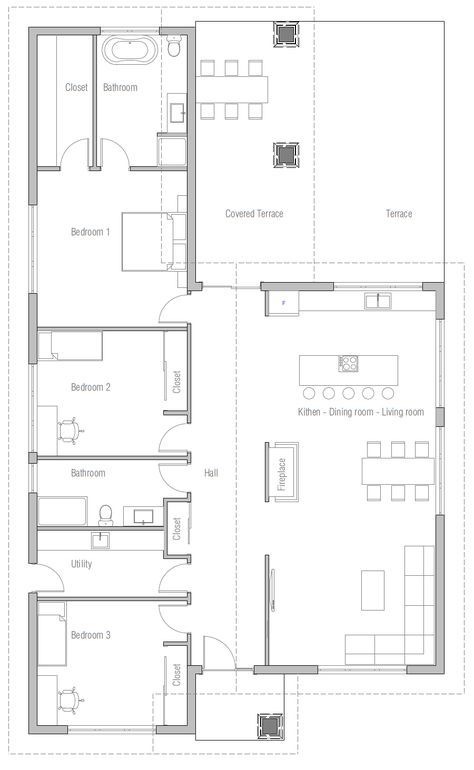 Closet
Bathroom
Covered Terrace
Terrace
Bedroom 1
F
Bedroom 2
Closet
Kithen - Dining room - Living room
Bathroom
Hall
Fireplace
Closet
Utility
Bedroom 3
Closet